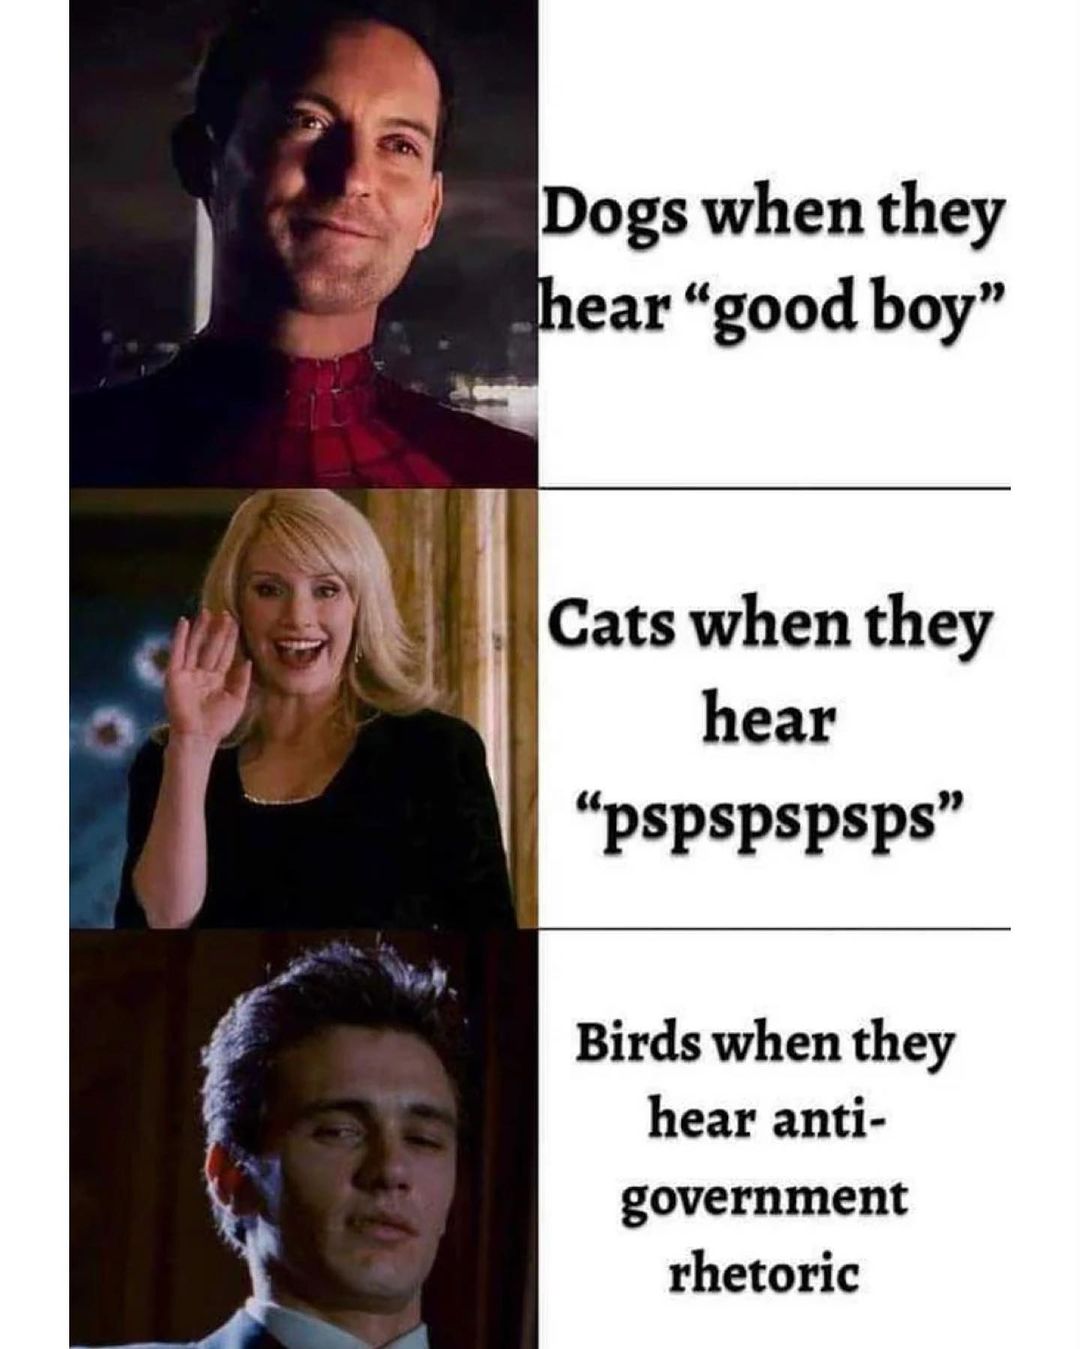 Dogs when they
hear “good boy”
Cats when they
hear
“pspspspsps”
Birds when they
hear anti-
government
rhetoric